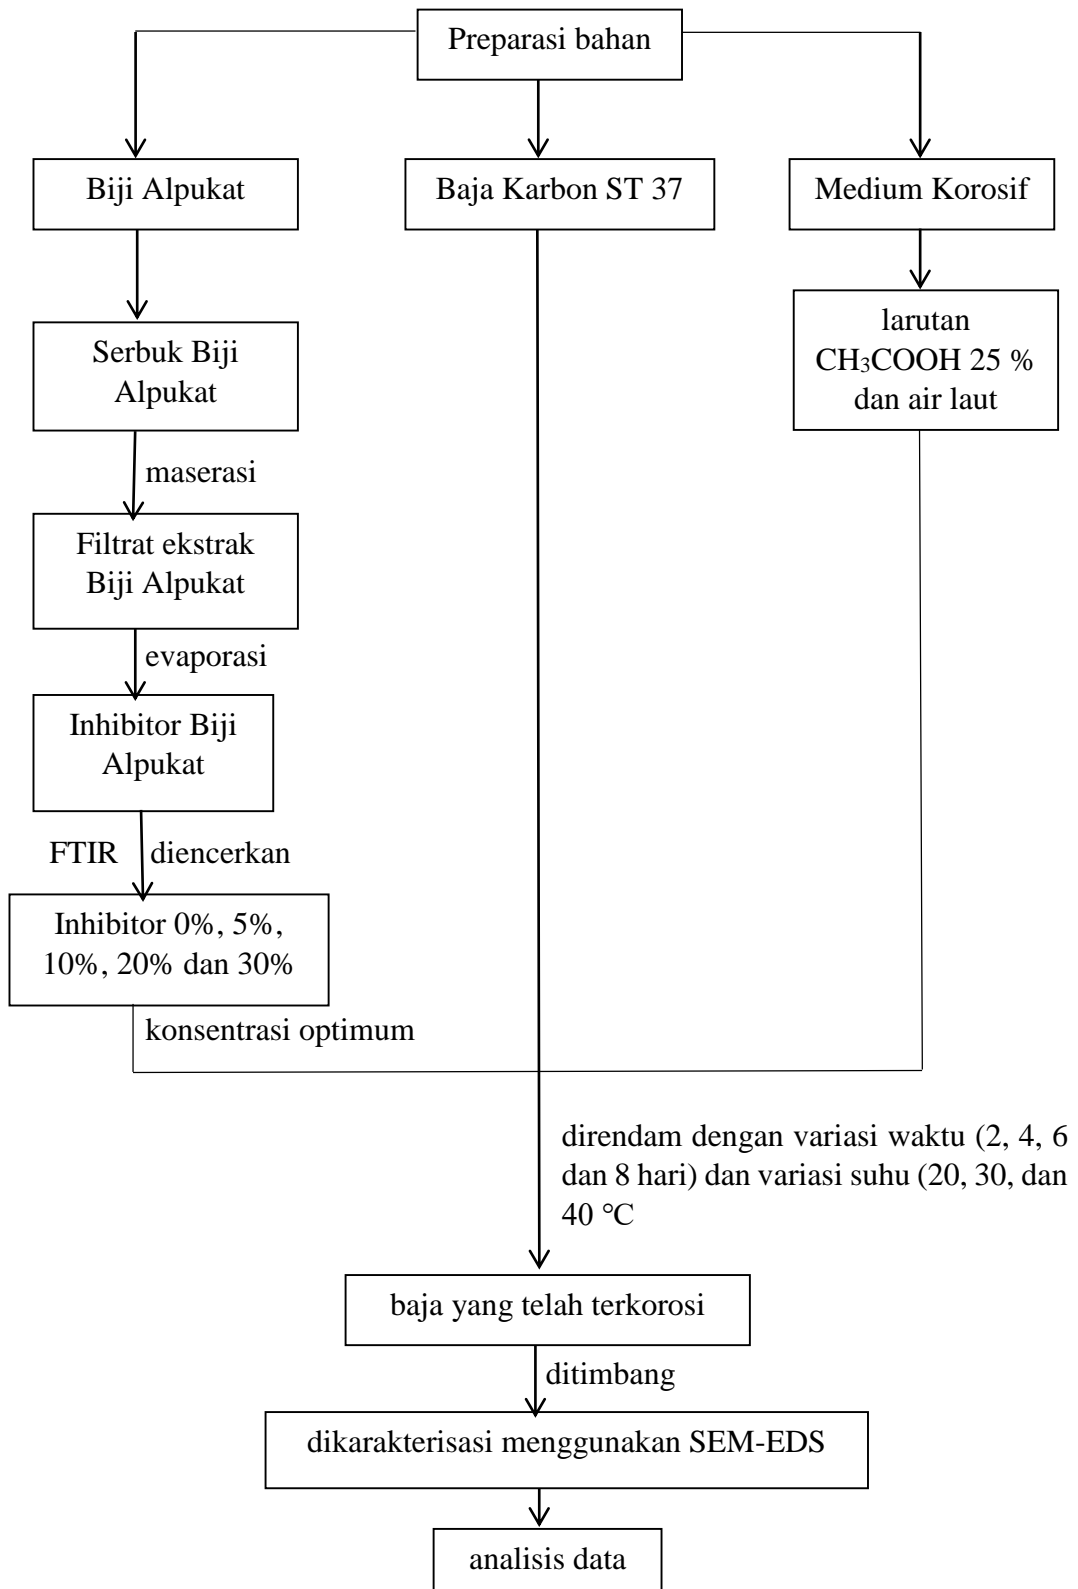 Preparasi bahan
Biji Alpukat
Baja Karbon ST 37
Medium Korosif
larutan
CH₃COOH 25 %
dan air laut
Serbuk Biji
Alpukat
maserasi
Filtrat ekstrak
Biji Alpukat
evaporasi
Inhibitor Biji
Alpukat
FTIR diencerkan
Inhibitor 0%, 5%,
10%, 20% dan 30%
konsentrasi optimum
direndam dengan variasi waktu (2, 4, 6
dan 8 hari) dan variasi suhu (20, 30, dan
40 °C
baja yang telah terkorosi
ditimbang
dikarakterisasi menggunakan SEM-EDS
analisis data